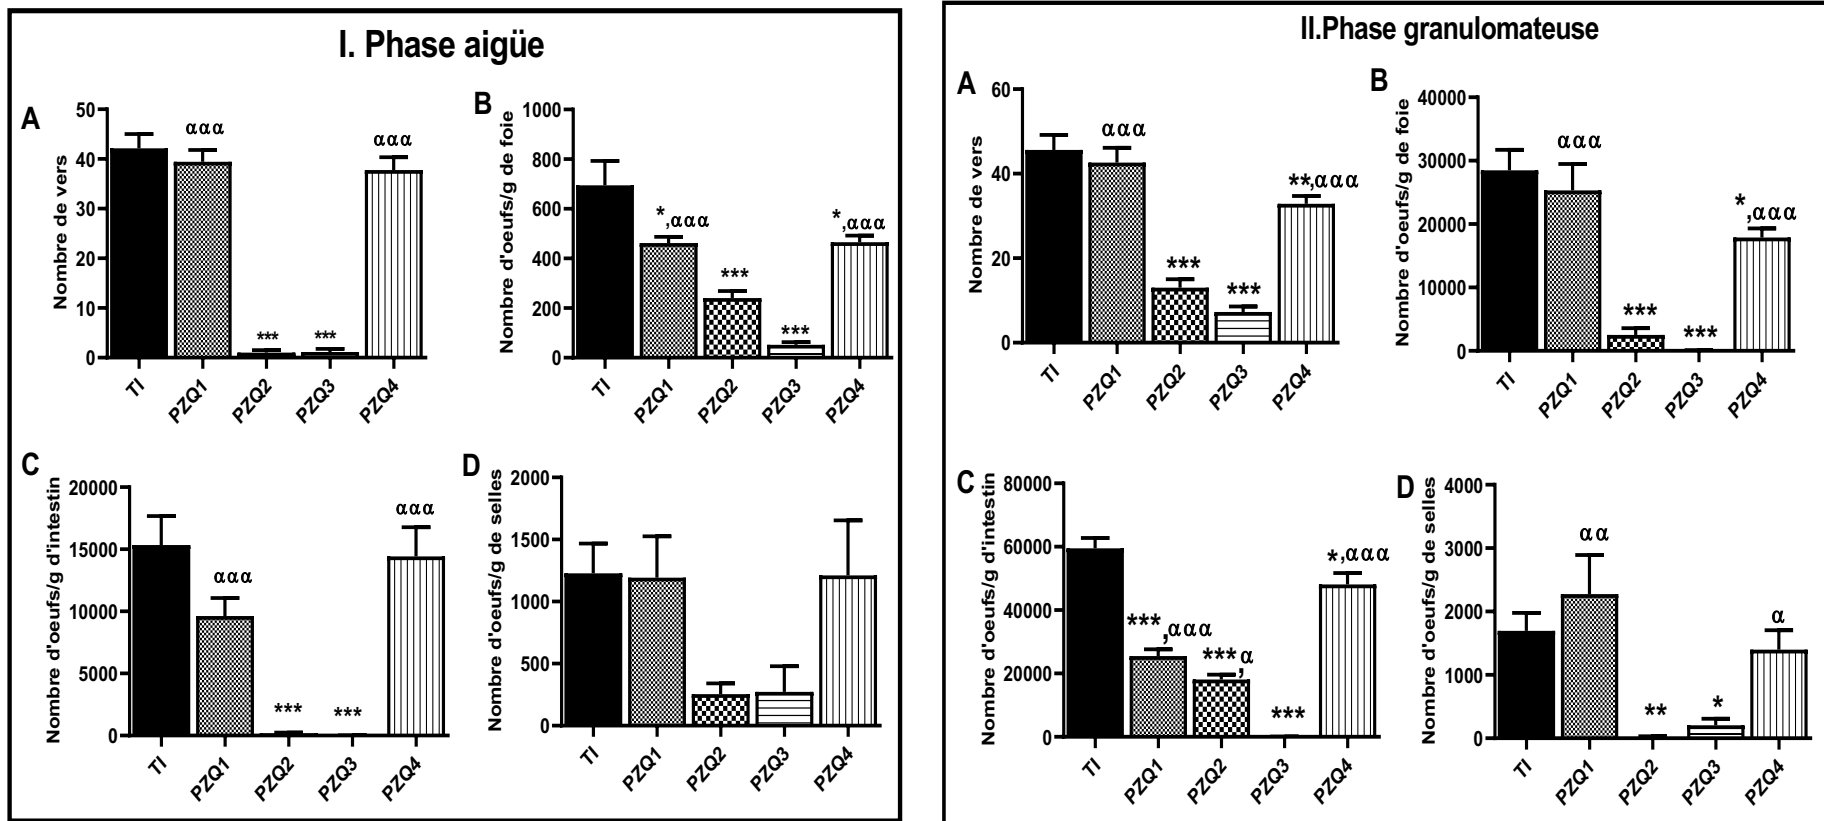 I. Phase aigüe
A
Nombre de vers
50
40
30
20
10
0
ααα
***
***
ααα
TI
PZQ1
PZQ2
PZQ3
PZQ4
B
Nombre d'oeufs/g de foie
1000
800
600
400
200
0
*,ααα
***
***
*,ααα
TI
PZQ1
PZQ2
PZQ3
PZQ4
C
Nombre d'oeufs/g d'intestin
20000
15000
10000
5000
0
ααα
***
***
ααα
TI
PZQ1
PZQ2
PZQ3
PZQ4
D
Nombre d'oeufs/g de selles
2000
1500
1000
500
0
TI
PZQ1
PZQ2
PZQ3
PZQ4
II.Phase granulomateuse
A
Nombre de vers
60
40
20
0
ααα
***
***
**,ααα
TI
PZQ1
PZQ2
PZQ3
PZQ4
B
Nombre d'oeufs/g de foie
40000
30000
20000
10000
0
ααα
***
***
*,ααα
TI
PZQ1
PZQ2
PZQ3
PZQ4
C
Nombre d'oeufs/g d'intestin
80000
60000
40000
20000
0
***,ααα
***,α
***
*,ααα
TI
PZQ1
PZQ2
PZQ3
PZQ4
D
Nombre d'oeufs/g de selles
4000
3000
2000
1000
0
αα
**
*
α
TI
PZQ1
PZQ2
PZQ3
PZQ4